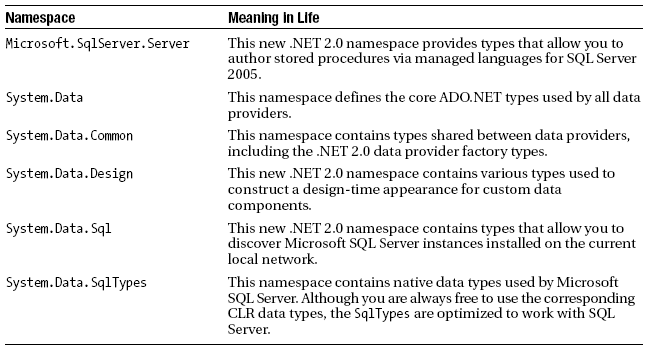 Namespace Meaning in Life
Microsoft.SqlServer.Server This new .NET 2.0 namespace provides types that allow you to
author stored procedures via managed languages for SQL Server
2005.
System.Data This namespace defines the core ADO.NET types used by all data
providers.
System.Data.Common This namespace contains types shared between data providers,
including the .NET 2.0 data provider factory types.
System.Data.Design This new .NET 2.0 namespace contains various types used to
construct a design-time appearance for custom data
components.
System.Data.Sql This new .NET 2.0 namespace contains types that allow you to
discover Microsoft SQL Server instances installed on the current
local network.
System.Data.SqlTypes This namespace contains native data types used by Microsoft
SQL Server. Although you are always free to use the corresponding
CLR data types, the SqlTypes are optimized to work with SQL
Server.